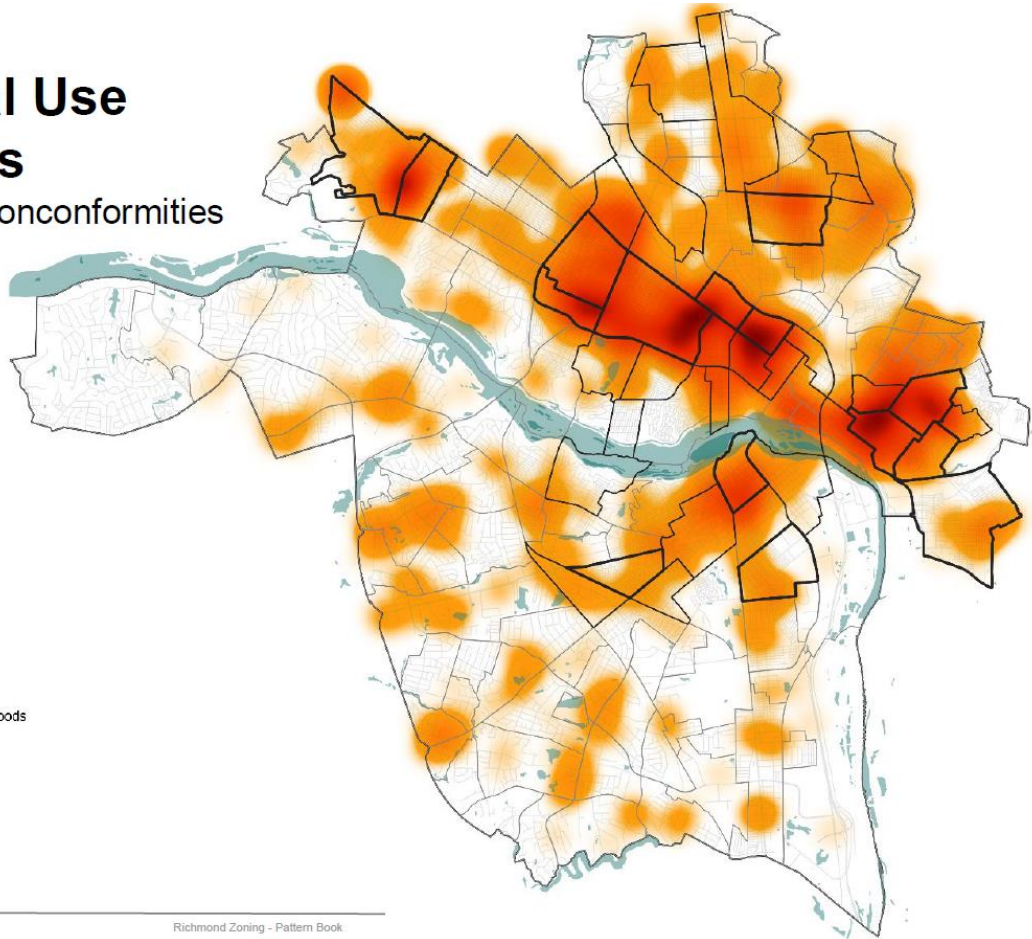 l Use
s
onconformities
oods
Richmond Zoning - Pattern Book